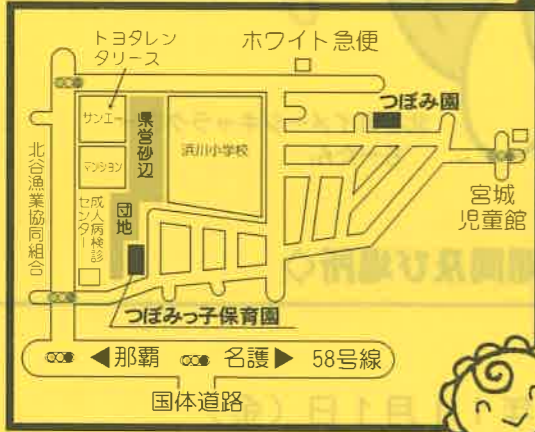 トヨタレン
タリース
ホワイト急便
つぼみ園
サンエー
県営砂辺
団地
浜川小学校
マンション
北谷漁業協同組合
成人病検診
センター
宮城
児童館
つぼみっ子保育園
◀那覇
名護▶
58号線
国体道路